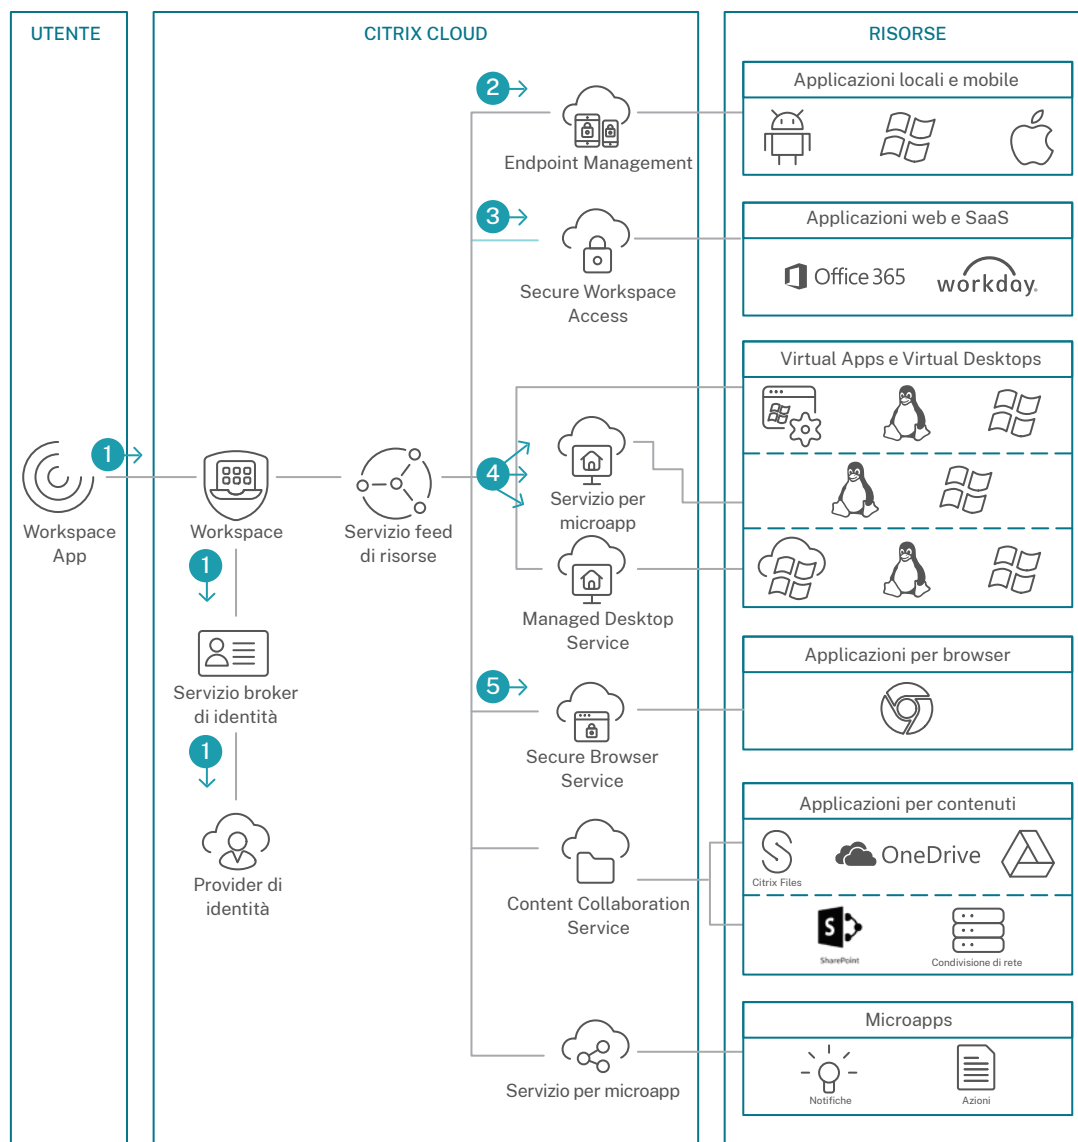 UTENTE
CITRIX CLOUD
RISORSE
1
Workspace
App
Workspace
1
Servizio broker
di identità
1
Provider di
identità
Servizio feed
di risorse
2
Endpoint Management
3
Secure Workspace
Access
4
Servizio per
microapp
Managed Desktop
Service
5
Secure Browser
Service
Content Collaboration
Service
Servizio per microapp
Applicazioni locali e mobile
Applicazioni web e SaaS
Office 365
workday.
Virtual Apps e Virtual Desktops
Applicazioni per browser
Applicazioni per contenuti
Citrix Files
OneDrive
S
SharePoint
Condivisione di rete
Microapps
Notifiche
Azioni